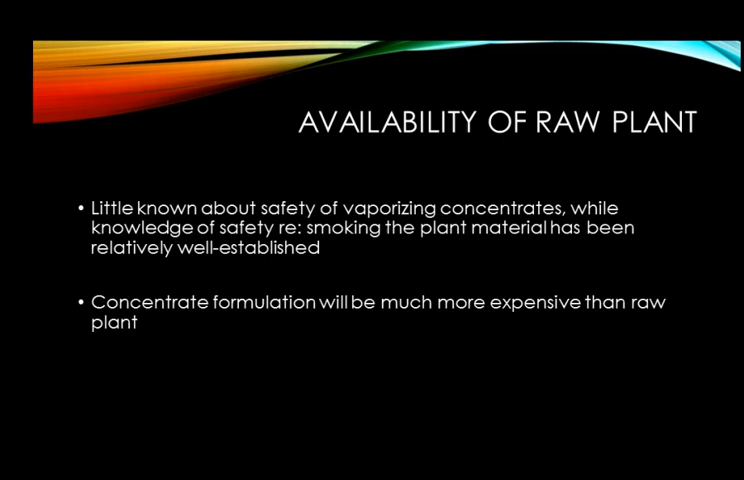 AVAILABILITY OF RAW PLANT
• Little known about safety of vaporizing concentrates, while
knowledge of safety re: smoking the plant material has been
relatively well-established
• Concentrate formulation will be much more expensive than raw
plant